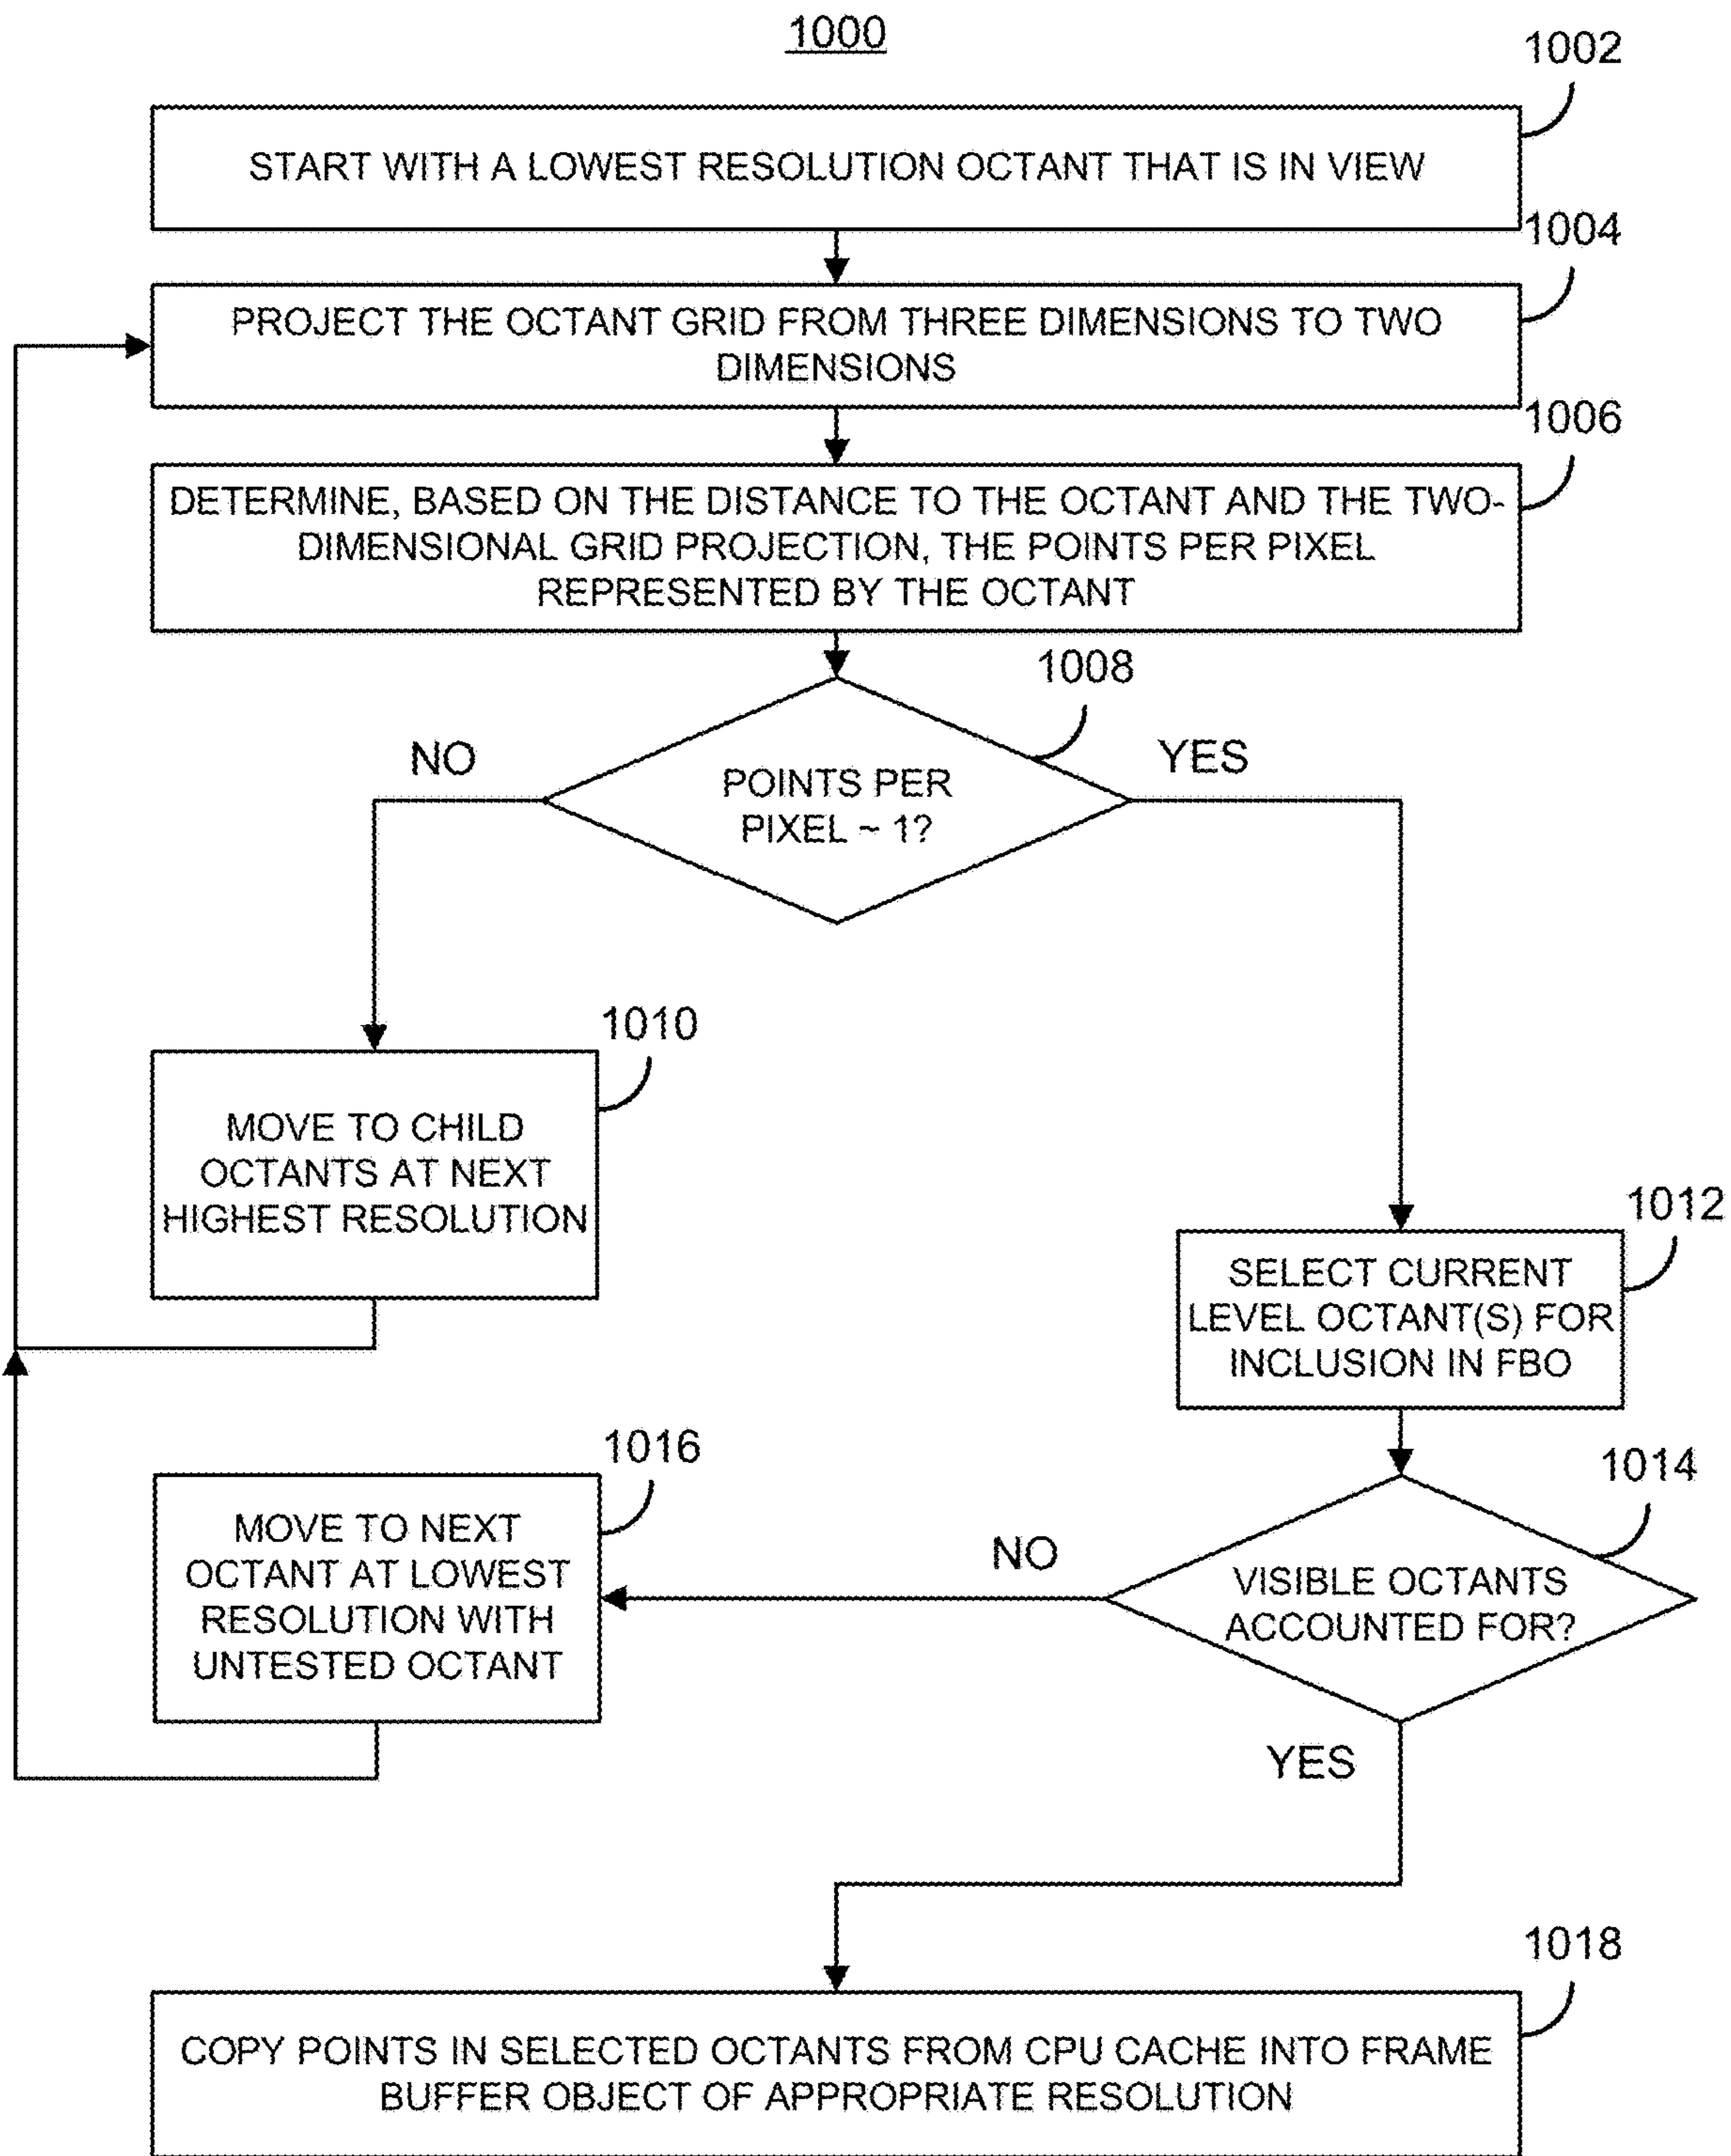 1000
1002
START WITH A LOWEST RESOLUTION OCTANT THAT IS IN VIEW
1004
PROJECT THE OCTANT GRID FROM THREE DIMENSIONS TO TWO
DIMENSIONS
1006
DETERMINE, BASED ON THE DISTANCE TO THE OCTANT AND THE TWO-
DIMENSIONAL GRID PROJECTION, THE POINTS PER PIXEL
REPRESENTED BY THE OCTANT
1008
NO
YES
POINTS PER
PIXEL ~ 1?
1010
MOVE TO CHILD
OCTANTS AT NEXT
HIGHEST RESOLUTION
1012
SELECT CURRENT
LEVEL OCTANT(S) FOR
INCLUSION IN FBO
1016
MOVE TO NEXT
OCTANT AT LOWEST
RESOLUTION WITH
UNTESTED OCTANT
1014
NO
VISIBLE OCTANTS
ACCOUNTED FOR?
YES
1018
COPY POINTS IN SELECTED OCTANTS FROM CPU CACHE INTO FRAME
BUFFER OBJECT OF APPROPRIATE RESOLUTION